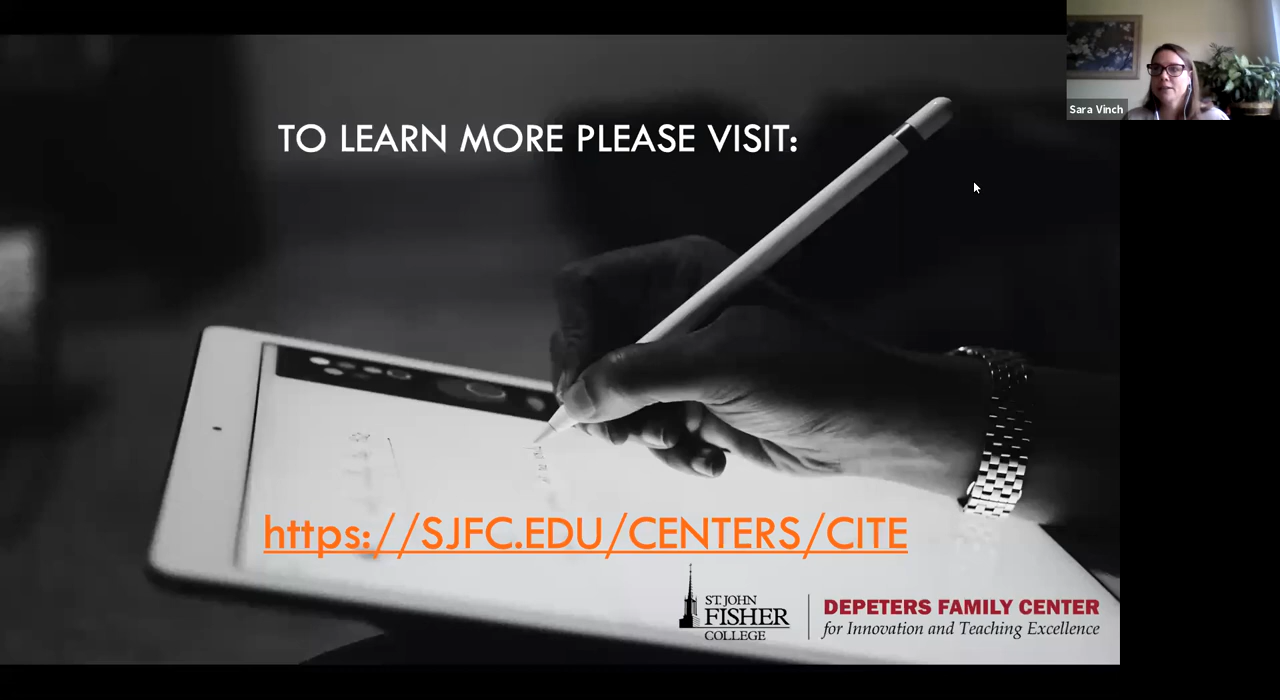 Sara Vinch
TO LEARN MORE PLEASE VISIT:
https://SJFC.EDU/CENTERS/CITE
ST. JOHN
FISHER
COLLEGE
DEPETERS FAMILY CENTER
for Innovation and Teaching Excellence